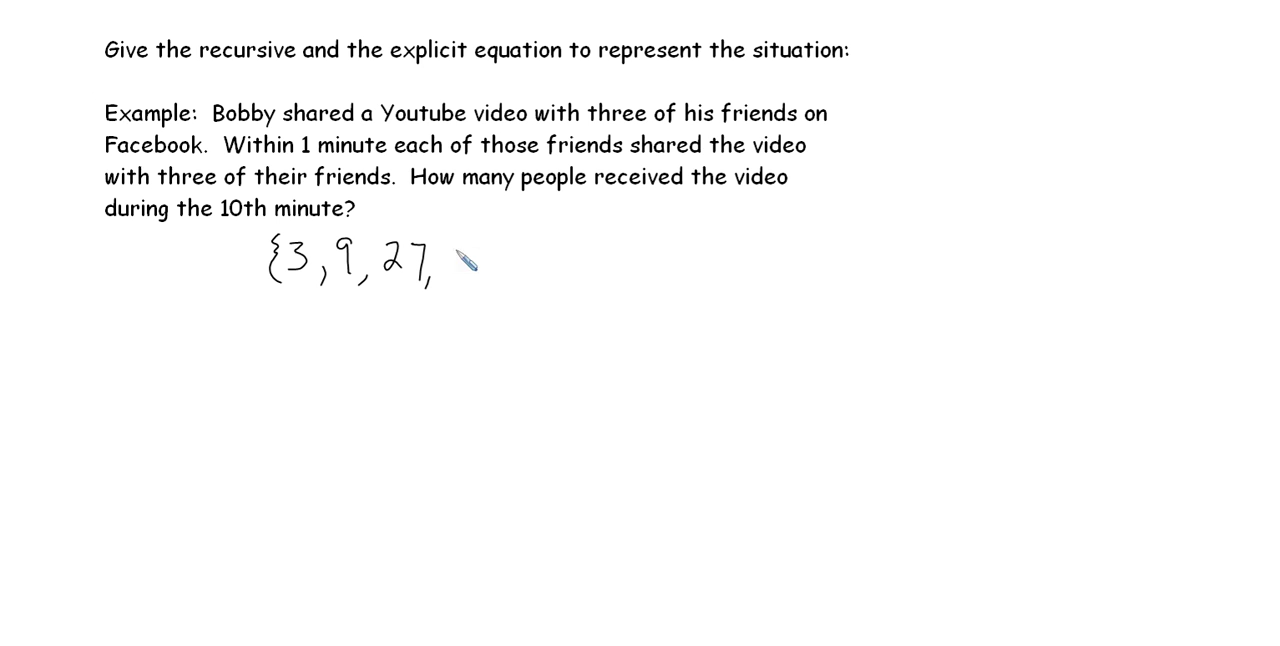 Give the recursive and the explicit equation to represent the situation:
Example: Bobby shared a Youtube video with three of his friends on
Facebook. Within 1 minute each of those friends shared the video
with three of their friends. How many people received the video
during the 10th minute?
{3, 9, 27,